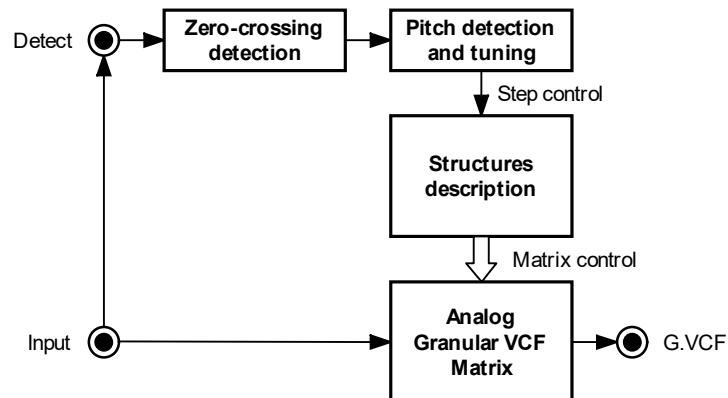 Detect
Zero-crossing
detection
Pitch detection
and tuning
Step control
Structures
description
Matrix control
Input
Analog
Granular VCF
Matrix
G.VCF